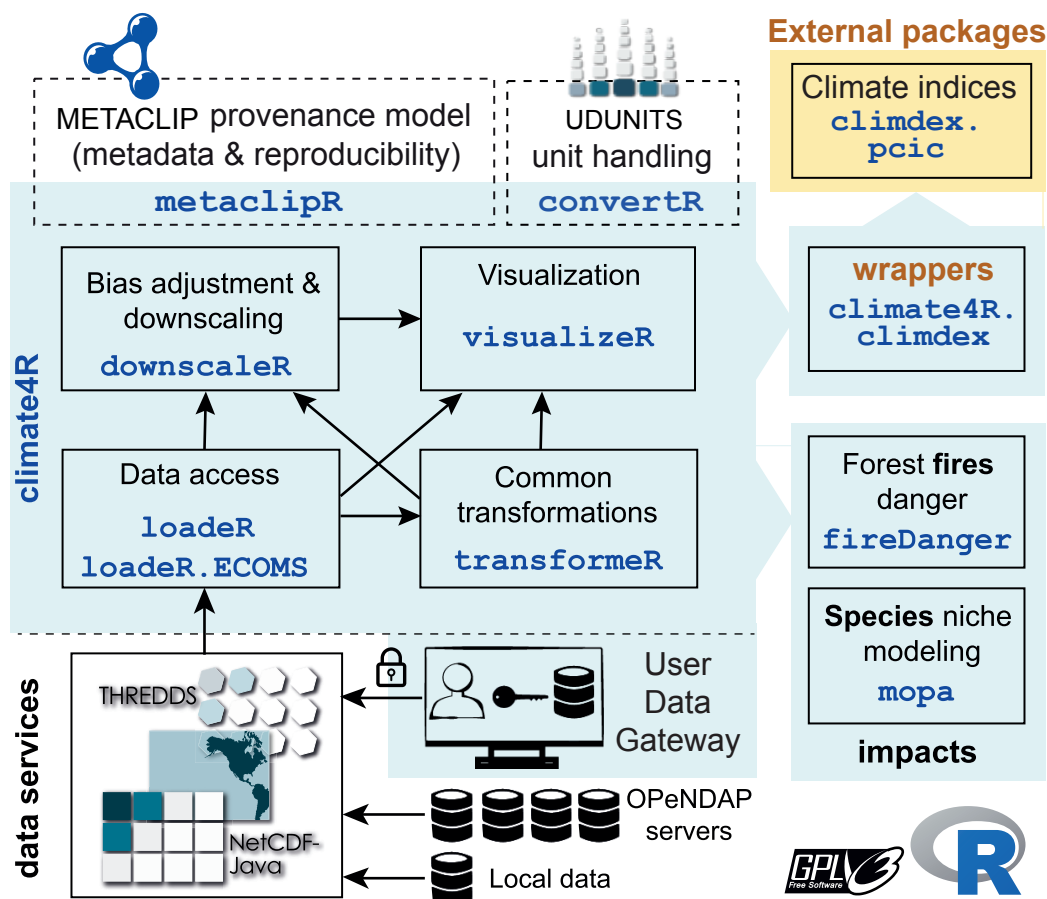 External packages
METACLIP provenance model
(metadata & reproducibility)
metaclipR
UDUNITS
unit handling
convertR
Climate indices
climdex.
pcic
climate4R
Bias adjustment &
downscaling
downscaleR
Visualization
visualizeR
wrappers
climate4R.
climdex
Data access
loadeR
loadeR.ECOMS
Common
transformations
transformeR
Forest fires
danger
fireDanger
Species niche
modeling
mopa
impacts
data services
THREDDS
NetCDF-
Java
User
Data
Gateway
OPeNDAP
servers
Local data
GPLv3
Free Software
R